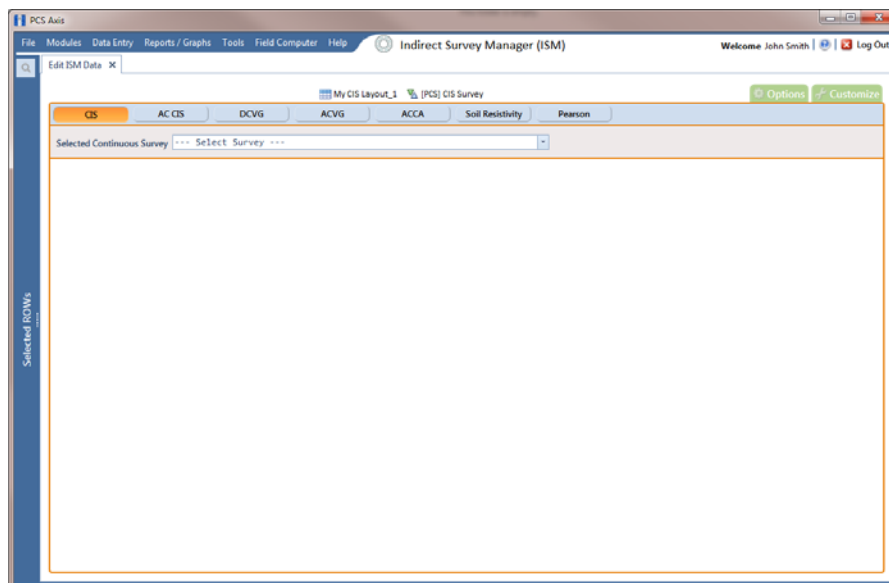 PCS Axis
File Modules Data Entry Reports / Graphs Tools Field Computer Help Indirect Survey Manager (ISM) Welcome John Smith Log Out
Edit ISM Data
My CIS Layout_1 [PCS] CIS Survey Options Customize
CIS AC CIS DCVG ACVG ACCA Soil Resistivity Pearson
Selected Continuous Survey --- Select Survey ---
Selected ROWs